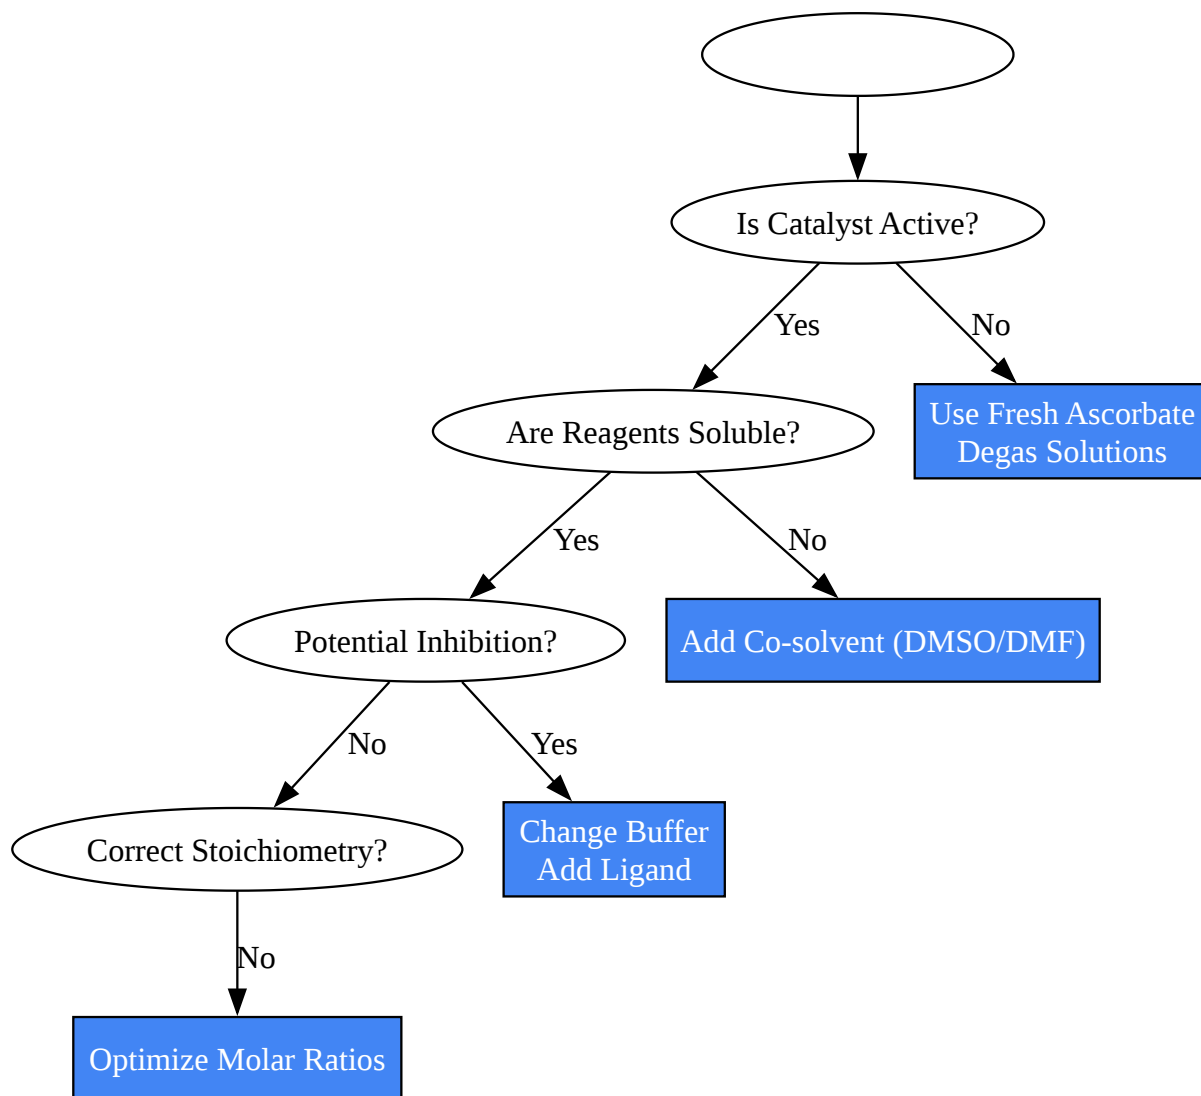 Is Catalyst Active?
Yes
No
Use Fresh Ascorbate
Degas Solutions
Are Reagents Soluble?
Yes
No
Add Co-solvent (DMSO/DMF)
Potential Inhibition?
No
Yes
Change Buffer
Add Ligand
Correct Stoichiometry?
No
Optimize Molar Ratios